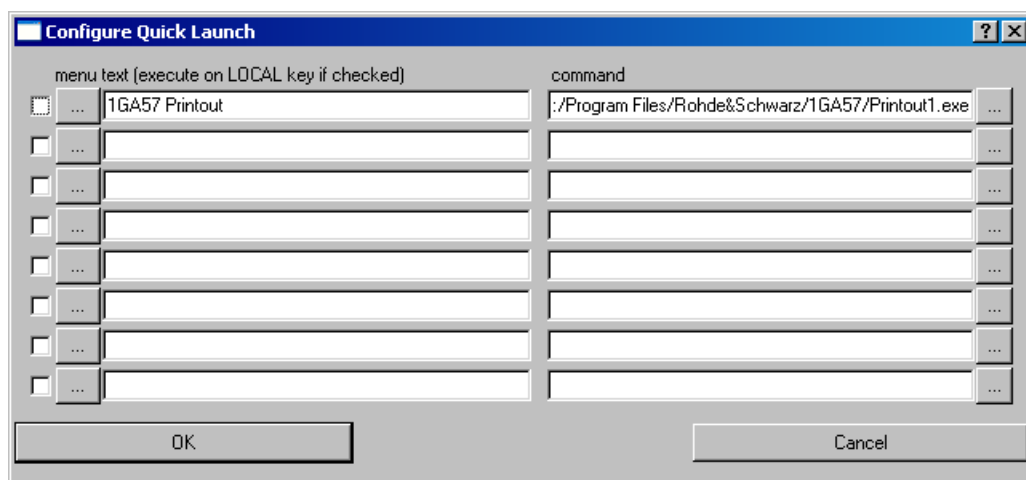 Configure Quick Launch
menu text (execute on LOCAL key if checked) command
... 1GA57 Printout :/Program Files/Rohde&Schwarz/1GA57/Printout1.exe ...
... ...
... ...
... ...
... ...
... ...
... ...
... ...
OK Cancel